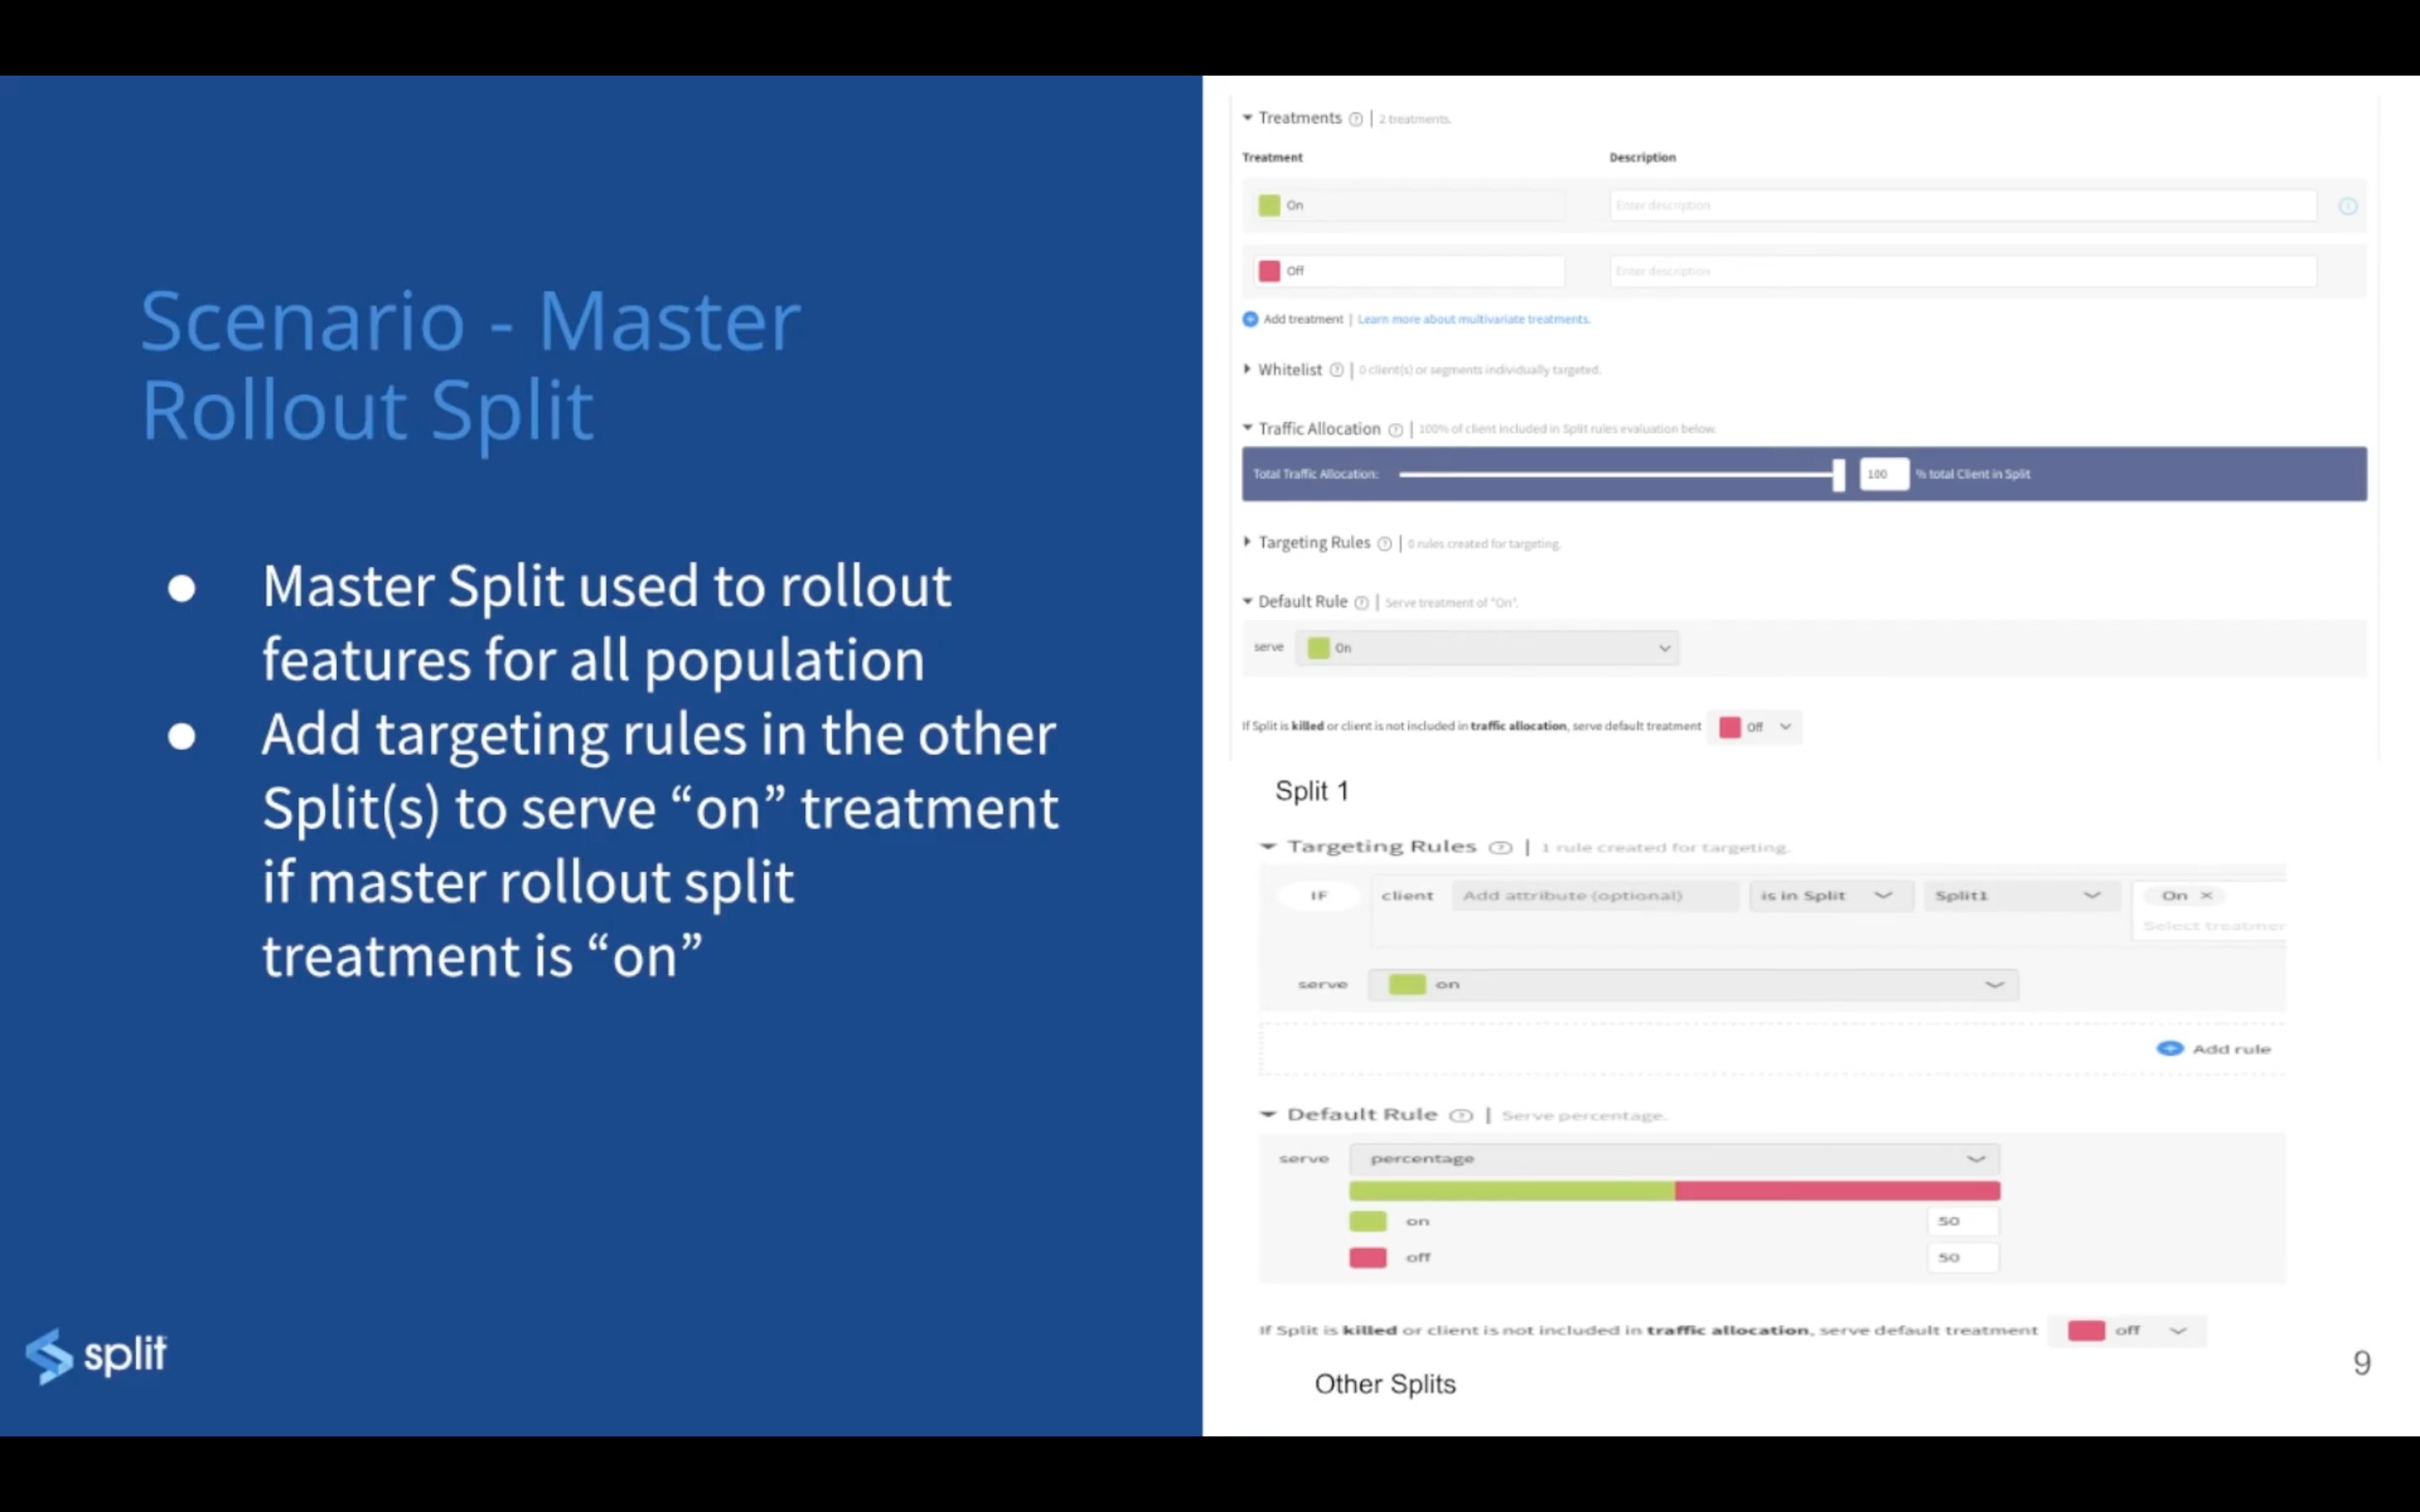 Scenario - Master
Rollout Split
● Master Split used to rollout
features for all population
● Add targeting rules in the other
Split(s) to serve “on” treatment
if master rollout split
treatment is “on”
split
Treatments ? | 2 treatments.
Treatment Description
On Enter description
Off Enter description
Add treatment | Learn more about multivariate treatments.
Whitelist ? | 0 client(s) or segments individually targeted.
Traffic Allocation ? | 100% of client included in Split rules evaluation below.
Total Traffic Allocation: 100 % total Client in Split
Targeting Rules ? | 0 rules created for targeting.
Default Rule ? | Serve treatment of "On".
serve On
If Split is killed or client is not included in traffic allocation, serve default treatment Off
Split 1
Targeting Rules ? | 1 rule created for targeting.
IF client Add attribute (optional) is in Split Split1 On ×
Select treatmen
serve on
Add rule
Default Rule ? | Serve percentage.
serve percentage
on 50
off 50
If Split is killed or client is not included in traffic allocation, serve default treatment off
Other Splits
9